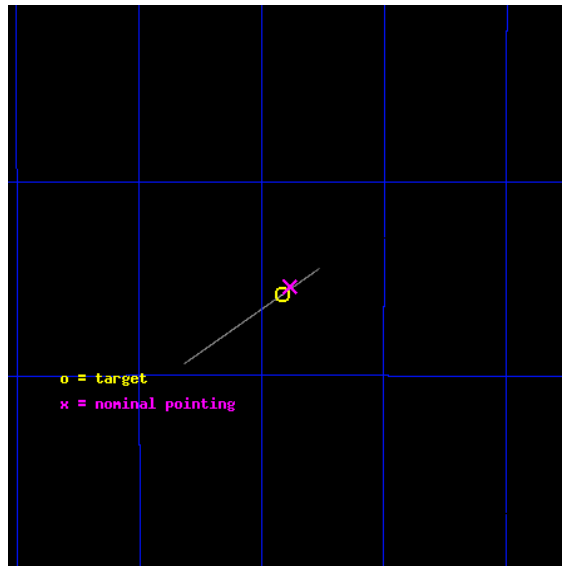 o = target
x = nominal pointing